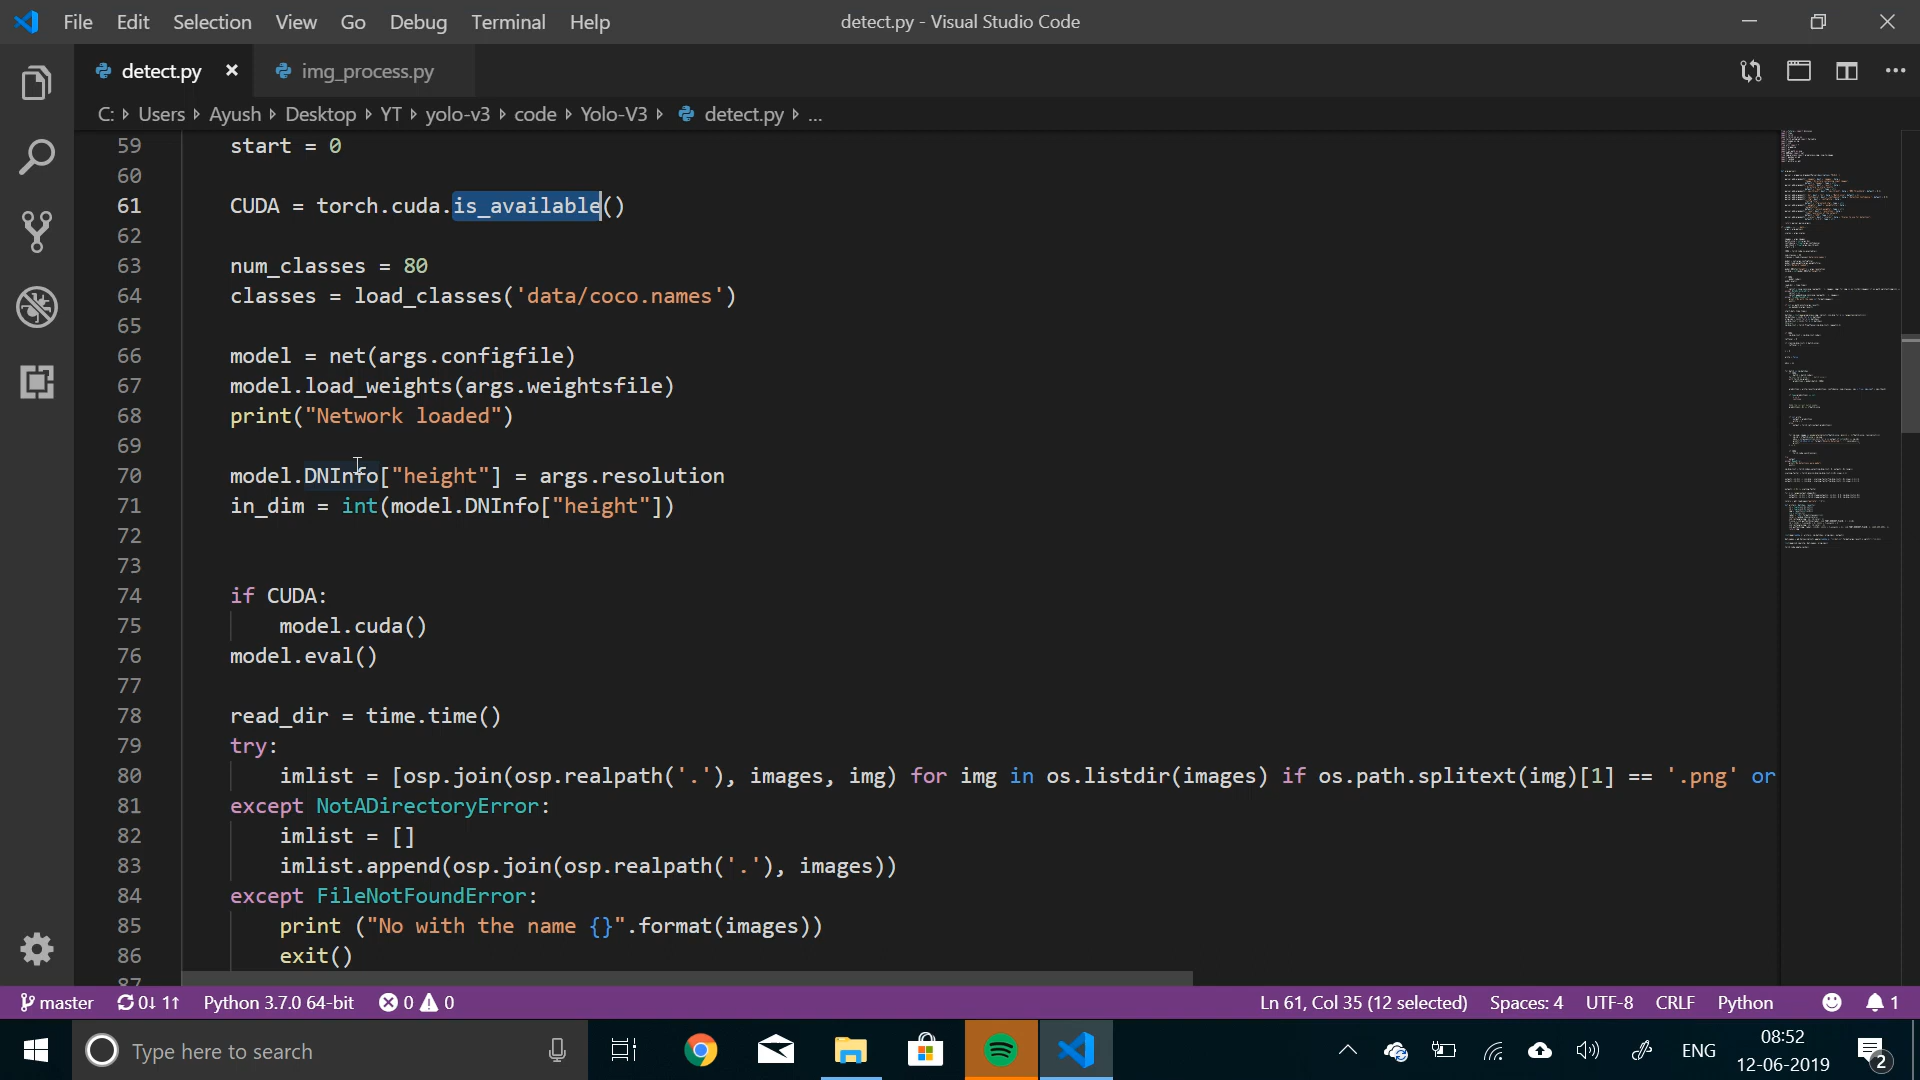 File Edit Selection View Go Debug Terminal Help
detect.py - Visual Studio Code
detect.py
img_process.py
C: Users Ayush Desktop YT yolo-v3 code Yolo-V3 detect.py ...
59 start = 0
60
61 CUDA = torch.cuda.is_available()
62
63 num_classes = 80
64 classes = load_classes('data/coco.names')
65
66 model = net(args.configfile)
67 model.load_weights(args.weightsfile)
68 print("Network loaded")
69
70 model.DNInfo["height"] = args.resolution
71 in_dim = int(model.DNInfo["height"])
72
73
74 if CUDA:
75 model.cuda()
76 model.eval()
77
78 read_dir = time.time()
79 try:
80 imlist = [osp.join(osp.realpath('.'), images, img) for img in os.listdir(images) if os.path.splitext(img)[1] == '.png' or
81 except NotADirectoryError:
82 imlist = []
83 imlist.append(osp.join(osp.realpath('.'), images))
84 except FileNotFoundError:
85 print ("No with the name {}".format(images))
86 exit()
87
master 0↓ 1↑ Python 3.7.0 64-bit 0 0
Ln 61, Col 35 (12 selected) Spaces: 4 UTF-8 CRLF Python 1
Type here to search
ENG
08:52
12-06-2019
2